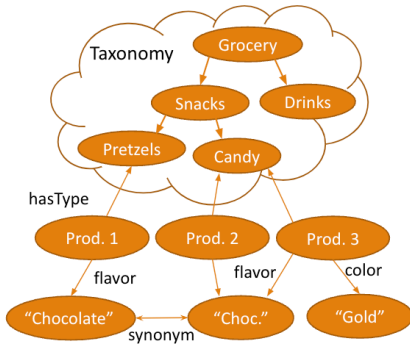 Taxonomy
Grocery
Snacks
Drinks
Pretzels
Candy
hasType
Prod. 1
Prod. 2
Prod. 3
flavor
flavor
color
“Chocolate”
synonym
“Choc.”
“Gold”